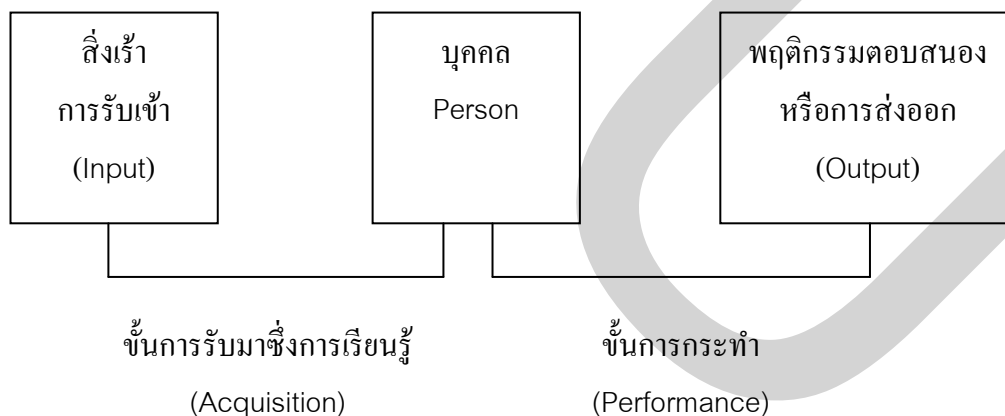 สิ่งเร้า
การรับเข้า
(Input)
บุคคล
Person
พฤติกรรมตอบสนอง
หรือการส่งออก
(Output)
ขั้นการรับมาซึ่งการเรียนรู้
(Acquisition)
ขั้นการกระทำ
(Performance)